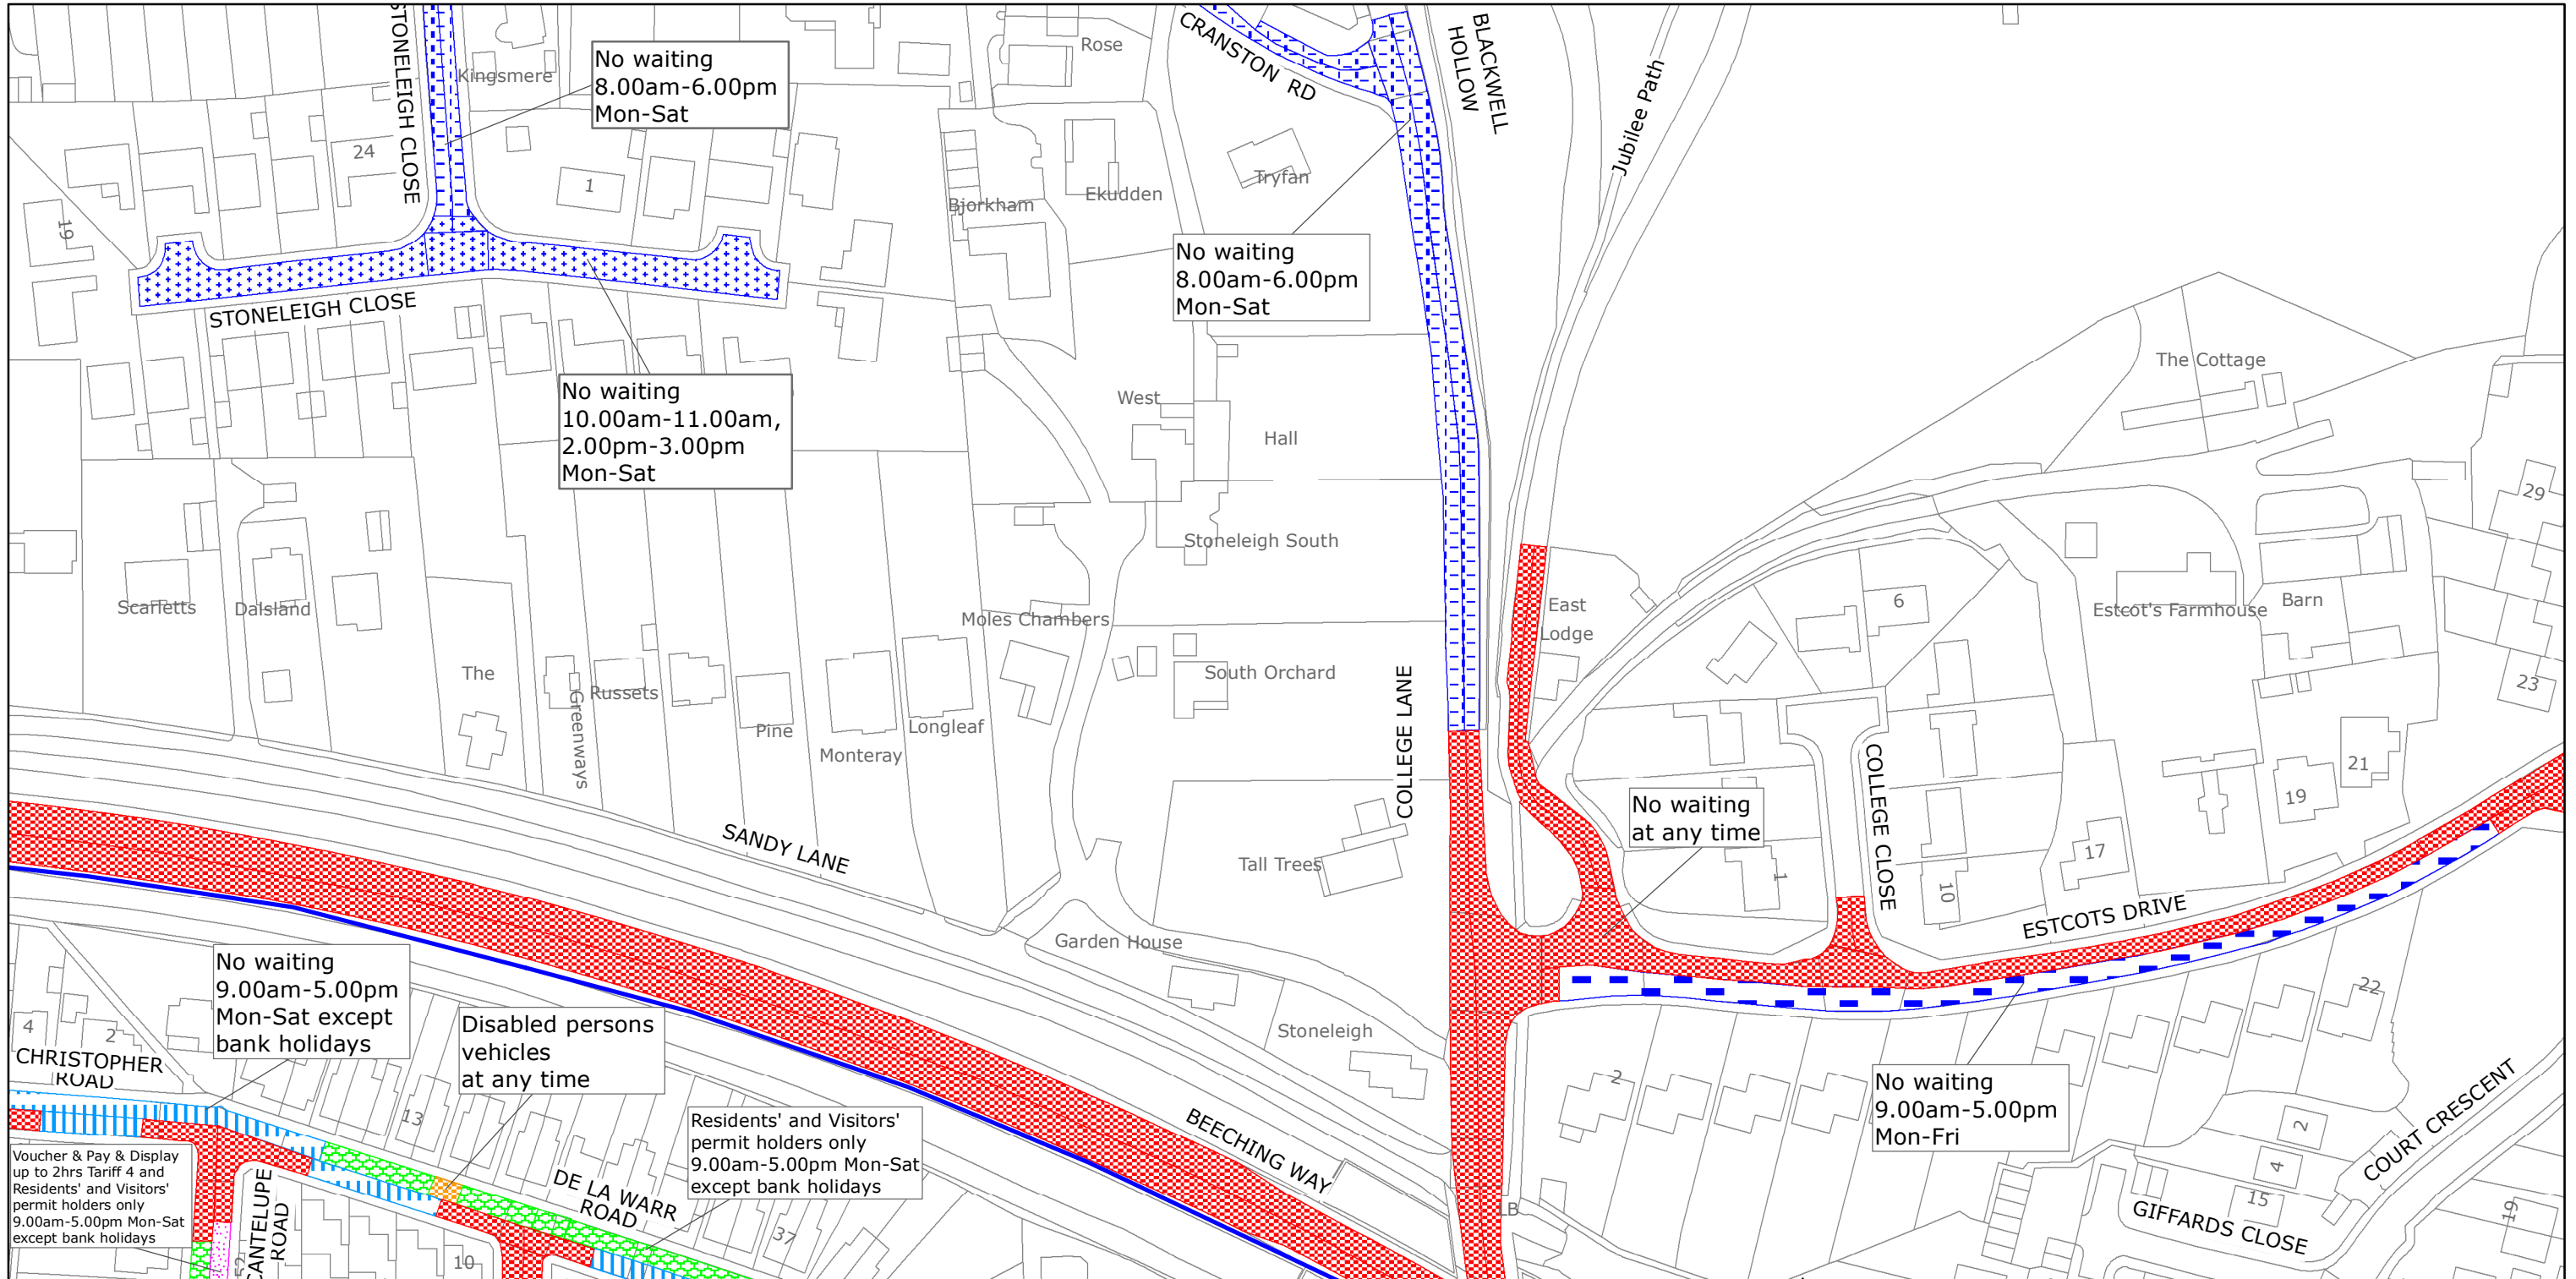 STONELEIGH CLOSE
Kingsmere
No waiting
8.00am-6.00pm
Mon-Sat
Rose
CRANSTON RD
BLACKWELL
HOLLOW
Jubilee Path
24
1
19
Bjorkham
Ekudden
Tryfan
No waiting
8.00am-6.00pm
Mon-Sat
STONELEIGH CLOSE
No waiting
10.00am-11.00am,
2.00pm-3.00pm
Mon-Sat
West
Hall
The Cottage
29
Stoneleigh South
Scarletts
Dalsland
Moles Chambers
East
Lodge
6
Estcot's Farmhouse
Barn
The
Greenways
Russets
Pine
Monteray
Longleaf
South Orchard
COLLEGE LANE
23
21
19
17
COLLEGE CLOSE
No waiting
at any time
1
10
SANDY LANE
Tall Trees
ESTCOTS DRIVE
Garden House
Stoneleigh
22
No waiting
9.00am-5.00pm
Mon-Sat except
bank holidays
Disabled persons
vehicles
at any time
4
2
CHRISTOPHER
ROAD
13
Residents' and Visitors'
permit holders only
9.00am-5.00pm Mon-Sat
except bank holidays
BEECHING WAY
2
No waiting
9.00am-5.00pm
Mon-Fri
COURT CRESCENT
2
4
15
19
GIFFARDS CLOSE
LB
Voucher & Pay & Display
up to 2hrs Tariff 4 and
Residents' and Visitors'
permit holders only
9.00am-5.00pm Mon-Sat
except bank holidays
CANTELUPE
ROAD
DE LA WARR
ROAD
37
10